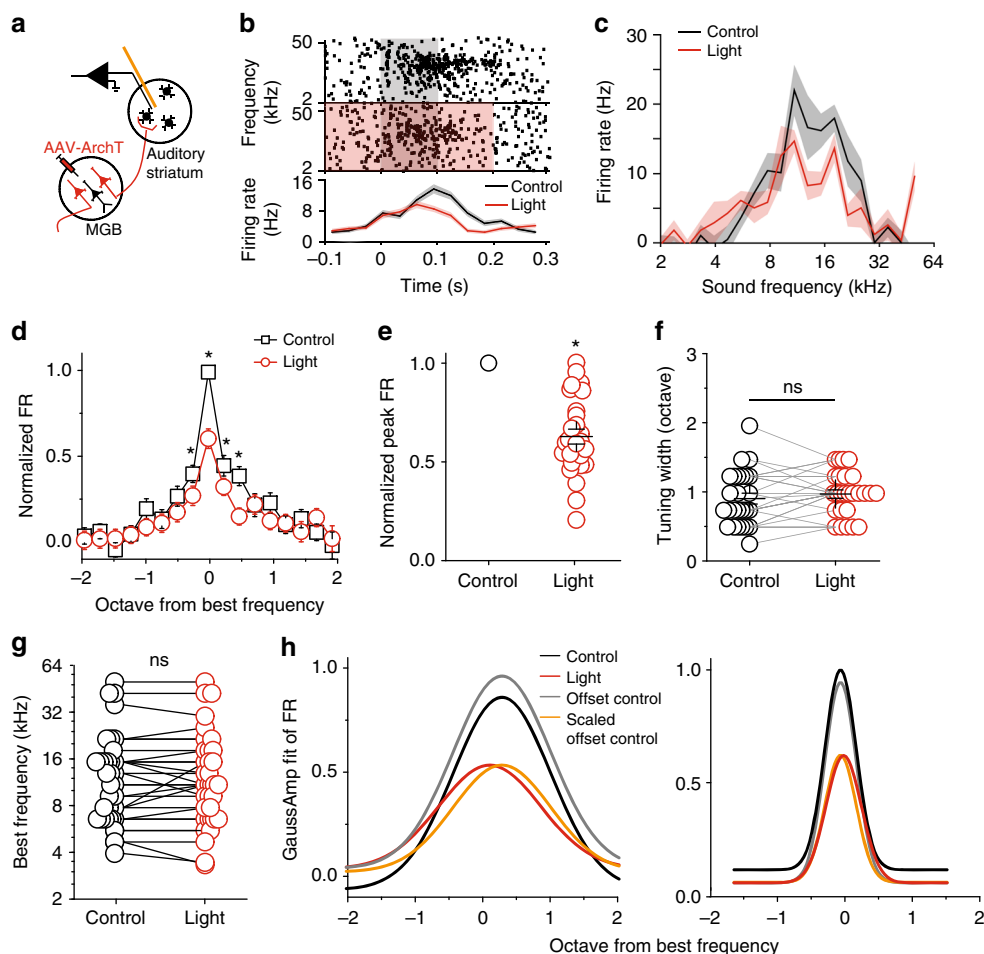 a
AAV-ArchT
MGB
Auditory
striatum
b
Frequency
(kHz)
50
2
50
2
Firing rate
(Hz)
16
8
0
Control
Light
–0.1
0
0.1
0.2
0.3
Time (s)
c
Firing rate (Hz)
30
20
10
0
Control
Light
2
4
8
16
32
64
Sound frequency (kHz)
d
Normalized FR
1.0
0.5
0.0
Control
Light
*
*
*
*
–2
–1
0
1
2
Octave from best frequency
e
Normalized peak FR
1.0
0.5
0.0
*
Control
Light
f
Tuning width (octave)
3
2
1
0
ns
Control
Light
g
Best frequency (kHz)
64
32
16
8
4
2
ns
Control
Light
h
GaussAmp fit of FR
1.0
0.5
0.0
Control
Light
Offset control
Scaled
offset control
–2
–1
0
1
2
1.0
0.5
0.0
–2
–1
0
1
2
Octave from best frequency